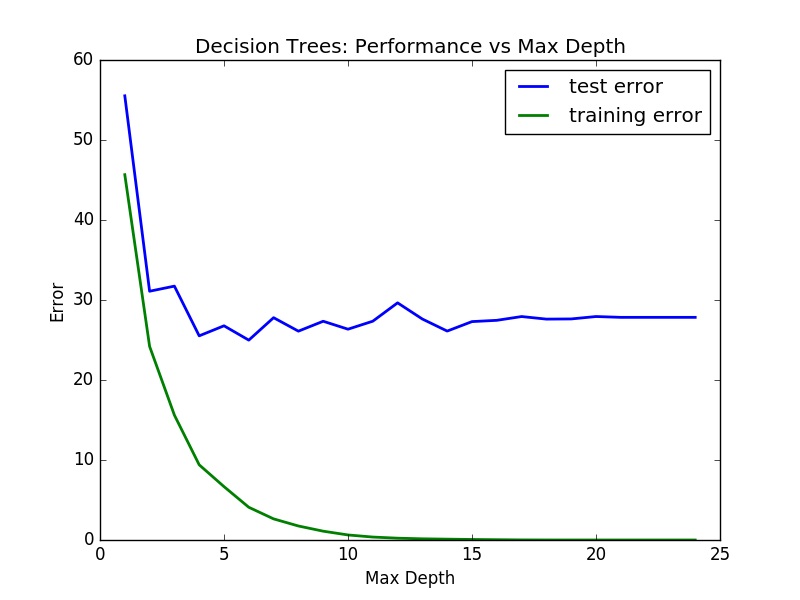 Decision Trees: Performance vs Max Depth
test error
training error
60
50
40
30
20
10
0
Error
0 5 10 15 20 25
Max Depth